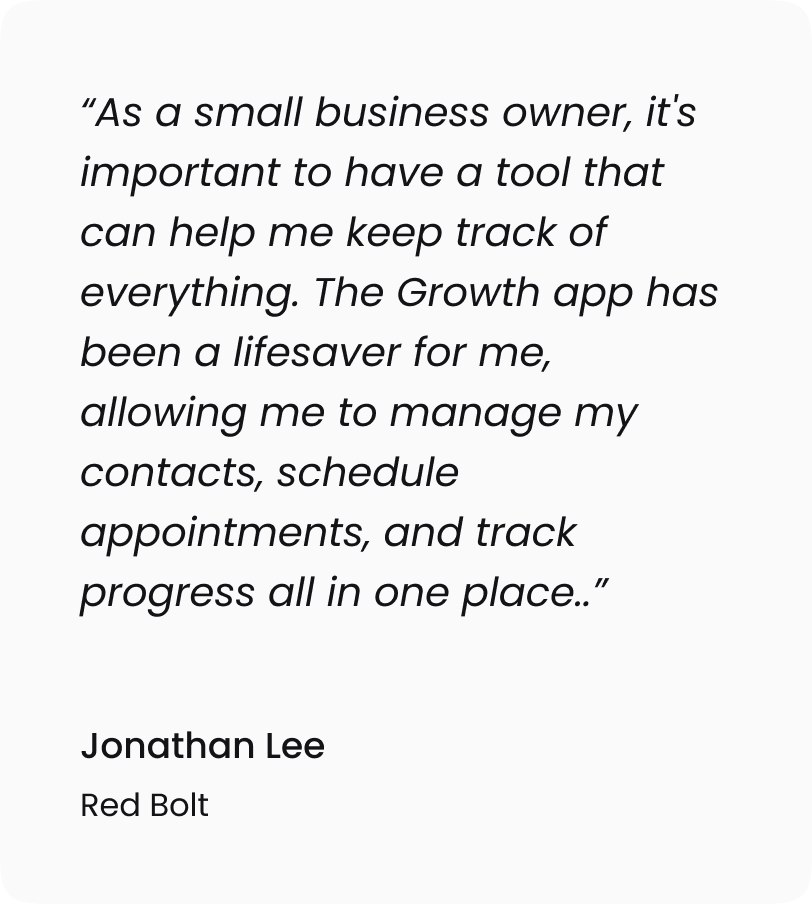 “As a small business owner, it's
important to have a tool that
can help me keep track of
everything. The Growth app has
been a lifesaver for me,
allowing me to manage my
contacts, schedule
appointments, and track
progress all in one place..”
Jonathan Lee
Red Bolt